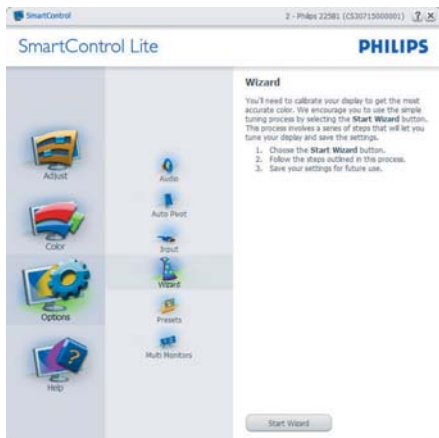 SmartControl
2 - Philips 225B1 (CS30715000001)
SmartControl Lite
PHILIPS
Adjust
Color
Options
Help
Audio
Auto Pivot
Input
Wizard
Presets
Multi Monitors
Wizard
You'll need to calibrate your display to get the most
accurate color. We encourage you to use the simple
tuning process by selecting the Start Wizard button.
This process involves a series of steps that will let you
tune your display and save the settings.
1. Choose the Start Wizard button.
2. Follow the steps outlined in this process.
3. Save your settings for future use.
Start Wizard